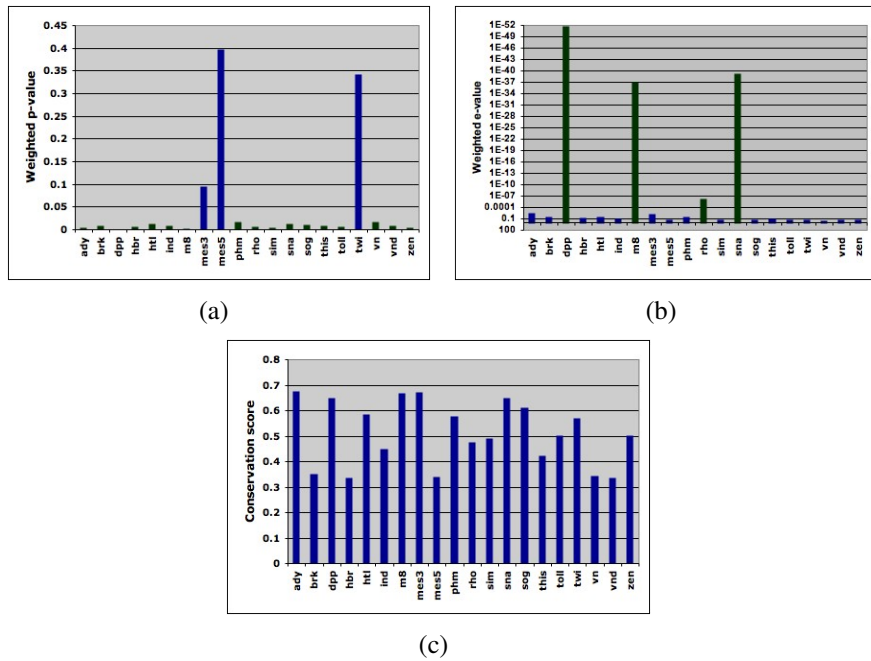 Weighted p-value
0.45
0.4
0.35
0.3
0.25
0.2
0.15
0.1
0.05
0
ady brk dpp hbr htl ind m8 mes3 mes5 phm rho sim sna sog this toll twi vn vnd zen
(a)
Weighted e-value
1E-52
1E-49
1E-46
1E-43
1E-40
1E-37
1E-34
1E-31
1E-28
1E-25
1E-22
1E-19
1E-16
1E-13
1E-10
1E-07
0.0001
0.1
100
ady brk dpp hbr htl ind m8 mes3 mes5 phm rho sim sna sog this toll twi vn vnd zen
(b)
Conservation score
0.8
0.7
0.6
0.5
0.4
0.3
0.2
0.1
0
ady brk dpp hbr htl ind m8 mes3 mes5 phm rho sim sna sog this toll twi vn vnd zen
(c)